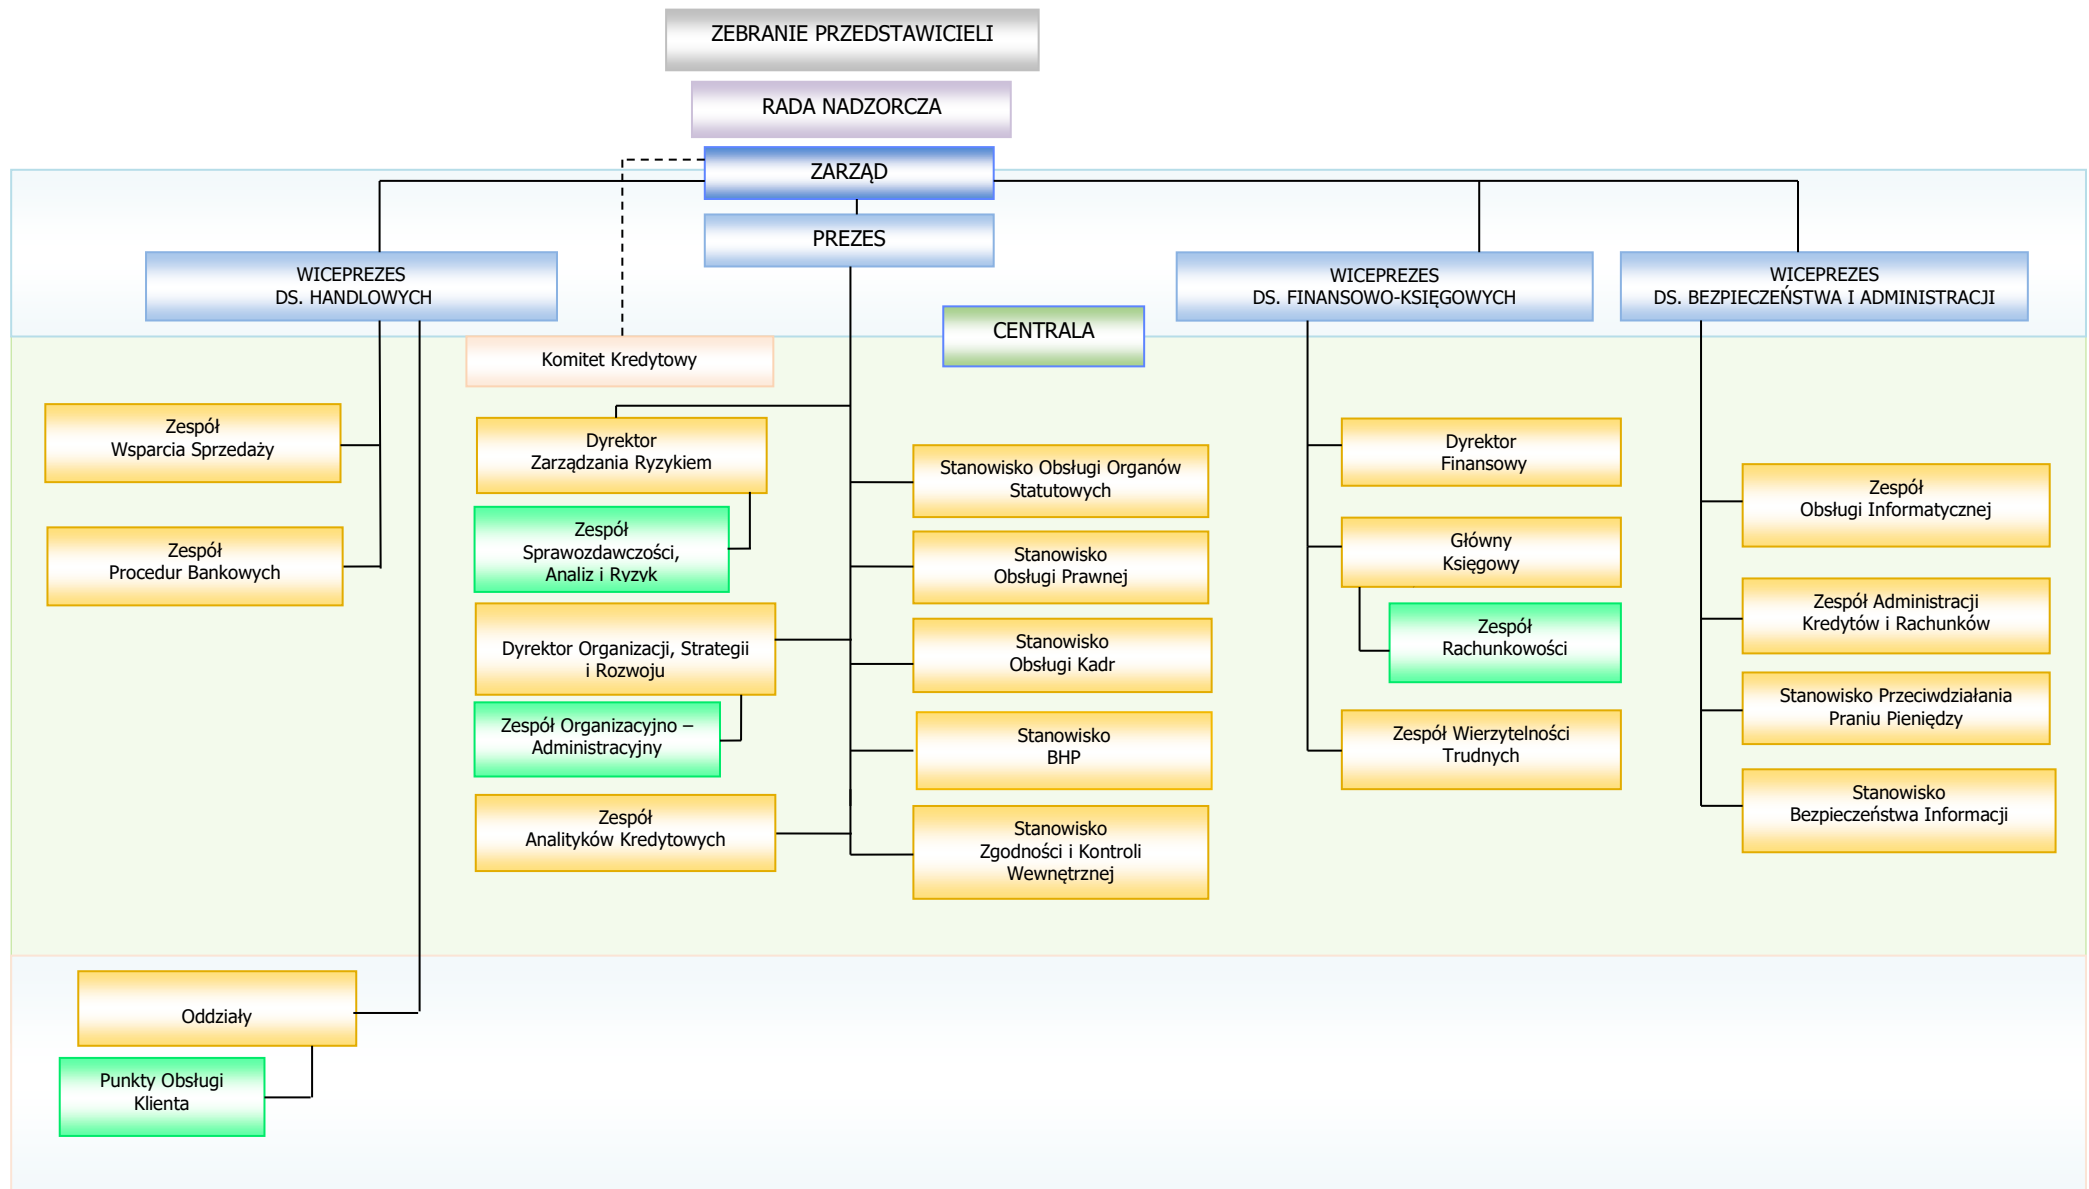 ZEBRANIE PRZEDSTAWICIELI
RADA NADZORCZA
ZARZĄD
PREZES
WICEPREZES
DS. HANDLOWYCH
WICEPREZES
DS. FINANSOWO-KSIĘGOWYCH
WICEPREZES
DS. BEZPIECZEŃSTWA I ADMINISTRACJI
CENTRALA
Komitet Kredytowy
Zespół
Wsparcia Sprzedaży
Zespół
Procedur Bankowych
Dyrektor
Zarządzania Ryzykiem
Zespół
Sprawozdawczości,
Analiz i Ryzyk
Dyrektor Organizacji, Strategii
i Rozwoju
Zespół Organizacyjno –
Administracyjny
Zespół
Analityków Kredytowych
Stanowisko Obsługi Organów
Statutowych
Stanowisko
Obsługi Prawnej
Stanowisko
Obsługi Kadr
Stanowisko
BHP
Stanowisko
Zgodności i Kontroli
Wewnętrznej
Dyrektor
Finansowy
Główny
Księgowy
Zespół
Rachunkowości
Zespół Wierzytelności
Trudnych
Zespół
Obsługi Informatycznej
Zespół Administracji
Kredytów i Rachunków
Stanowisko Przeciwdziałania
Praniu Pieniędzy
Stanowisko
Bezpieczeństwa Informacji
Oddziały
Punkty Obsługi
Klienta